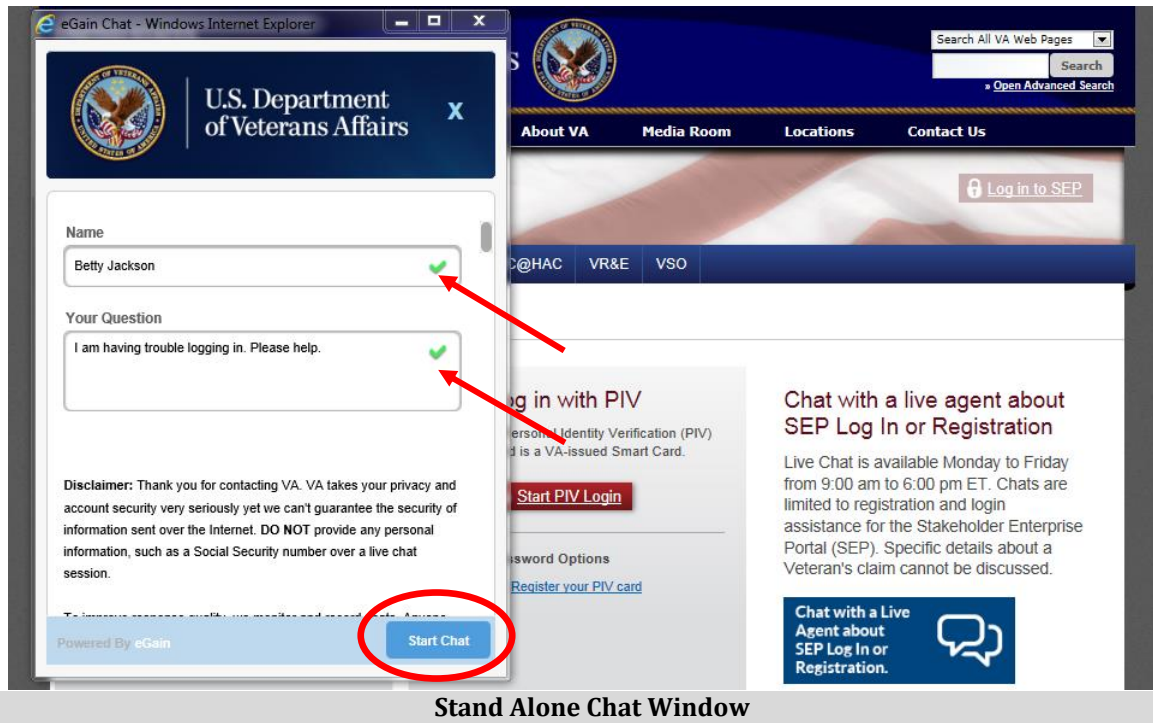 eGain Chat - Windows Internet Explorer
U.S. Department
of Veterans Affairs
X
Name
Betty Jackson
Your Question
I am having trouble logging in. Please help.
Disclaimer: Thank you for contacting VA. VA takes your privacy and
account security very seriously yet we can't guarantee the security of
information sent over the Internet. DO NOT provide any personal
information, such as a Social Security number over a live chat
session.
Powered By eGain
Start Chat
S
Search All VA Web Pages
Search
» Open Advanced Search
About VA
Media Room
Locations
Contact Us
Log in to SEP
C@HAC
VR&E
VSO
og in with PIV
ersonal Identity Verification (PIV)
d is a VA-issued Smart Card.
Start PIV Login
ssword Options
Register your PIV card
Chat with a live agent about
SEP Log In or Registration
Live Chat is available Monday to Friday
from 9:00 am to 6:00 pm ET. Chats are
limited to registration and login
assistance for the Stakeholder Enterprise
Portal (SEP). Specific details about a
Veteran's claim cannot be discussed.
Chat with a Live
Agent about
SEP Log In or
Registration.
Stand Alone Chat Window